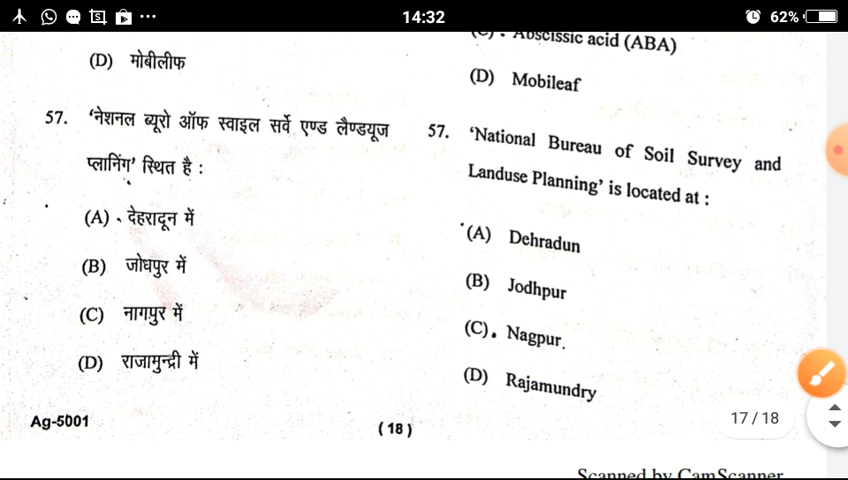 14:32
62%
(D) मोबीलीफ
57. ‘नेशनल ब्यूरो ऑफ स्वाइल सर्वे एण्ड लैण्डयूज
प्लानिंग’ स्थित है :
(A) देहरादून में
(B) जोधपुर में
(C) नागपुर में
(D) राजामुन्द्री में
Ag-5001
(C) Abscissic acid (ABA)
(D) Mobileaf
57. ‘National Bureau of Soil Survey and
Landuse Planning’ is located at :
(A) Dehradun
(B) Jodhpur
(C). Nagpur.
(D) Rajamundry
( 18 )
17 / 18
Scanned by CamScanner